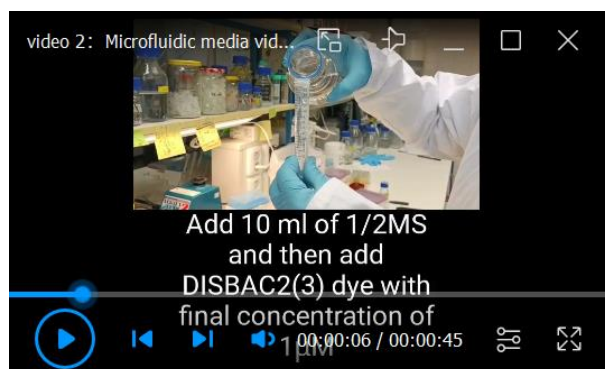 video 2: Microfluidic media vid...
Add 10 ml of 1/2MS
and then add
DISBAC2(3) dye with
final concentration of
1µM
00:00:06 / 00:00:45